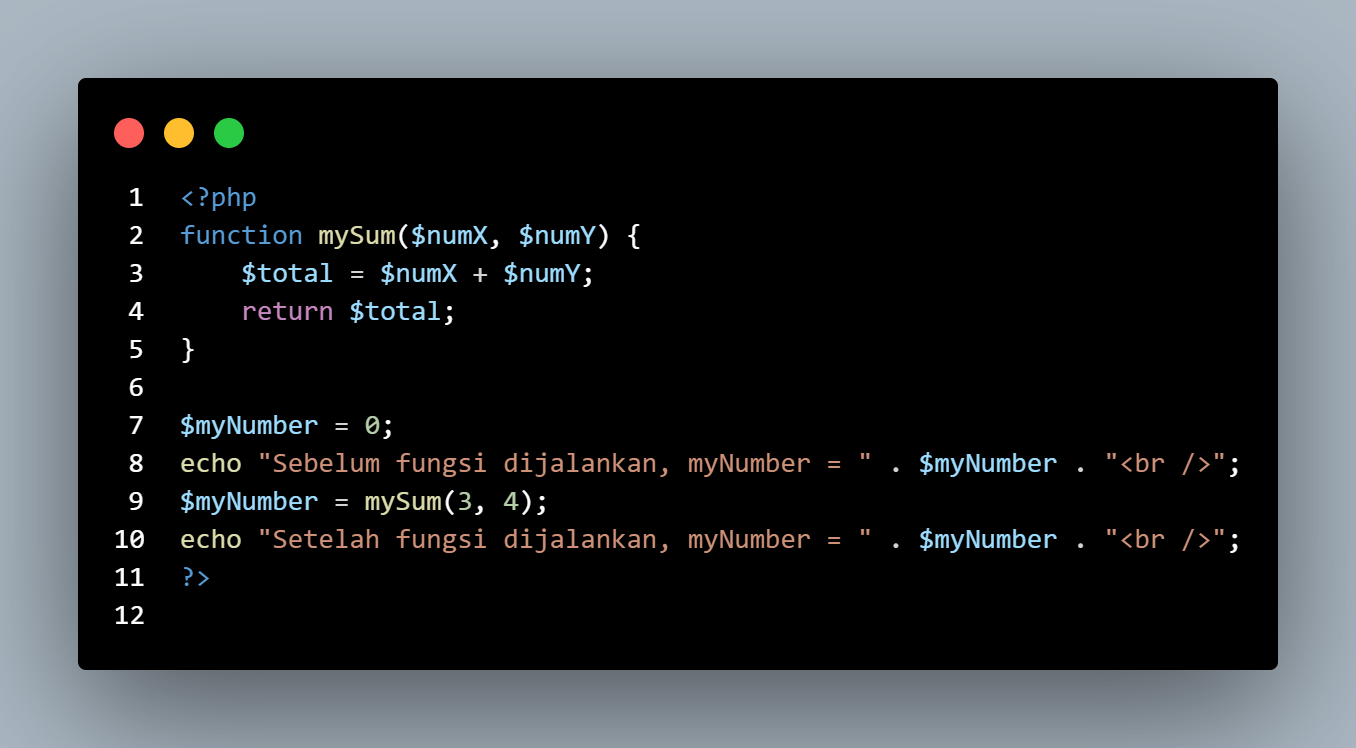 1 <?php
2 function mySum($numX, $numY) {
3     $total = $numX + $numY;
4     return $total;
5 }
6
7 $myNumber = 0;
8 echo "Sebelum fungsi dijalankan, myNumber = " . $myNumber . "<br />";
9 $myNumber = mySum(3, 4);
10 echo "Setelah fungsi dijalankan, myNumber = " . $myNumber . "<br />";
11 ?>
12